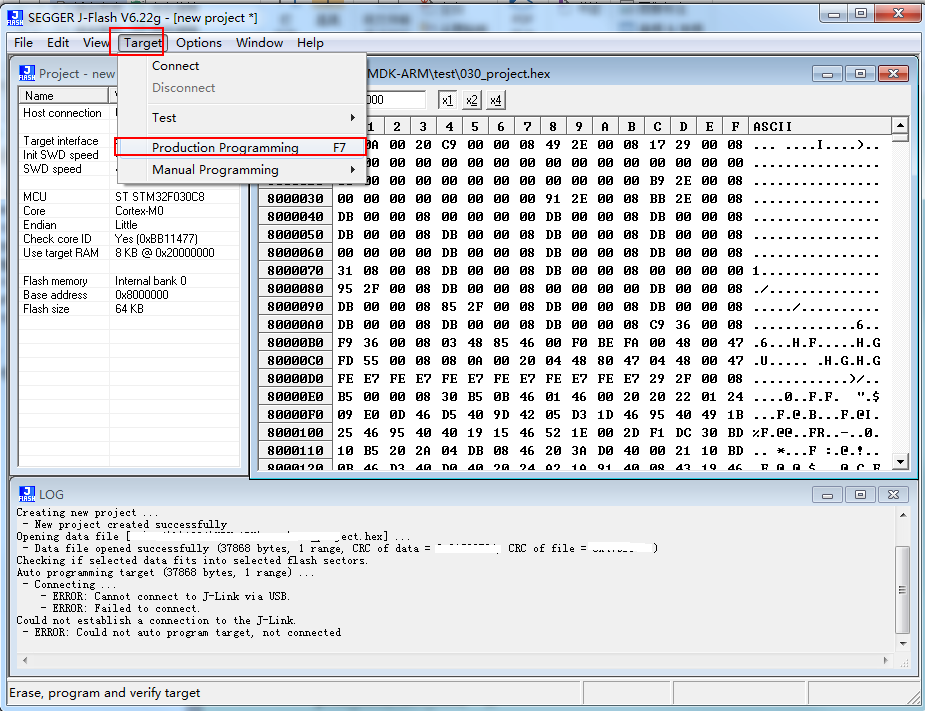 SEGGER J-Flash V6.22g - [new project *]
File Edit View Target Options Window Help
Connect
Disconnect
Test
Production Programming F7
Manual Programming
Project - new
Name
Host connection
Target interface
Init SWD speed
SWD speed
MCU ST STM32F030C8
Core Cortex-M0
Endian Little
Check core ID Yes (0xBB11477)
Use target RAM 8 KB @ 0x20000000
Flash memory Internal bank 0
Base address 0x8000000
Flash size 64 KB
MDK-ARM\test\030_project.hex
000 x1 x2 x4
1 2 3 4 5 6 7 8 9 A B C D E F ASCII
0A 00 20 C9 00 00 08 49 2E 00 08 17 29 00 08 ... ......I....)..
00 00 00 00 00 00 00 00 00 00 00 00 00 00 00 ................
00 00 00 00 00 00 00 00 00 00 00 B9 2E 00 08 ................
8000030 00 00 00 00 00 00 00 00 91 2E 00 08 BB 2E 00 08 ................
8000040 DB 00 00 08 00 00 00 00 DB 00 00 08 DB 00 00 08 ................
8000050 DB 00 00 08 DB 00 00 08 DB 00 00 08 DB 00 00 08 ................
8000060 00 00 00 00 DB 00 00 08 DB 00 00 08 DB 00 00 08 ................
8000070 31 08 00 08 DB 00 00 08 DB 00 00 08 00 00 00 00 1...............
8000080 95 2F 00 08 DB 00 00 08 00 00 00 00 DB 00 00 08 ./..............
8000090 DB 00 00 08 85 2F 00 08 DB 00 00 08 DB 00 00 08 ...../..........
80000A0 DB 00 00 08 DB 00 00 08 DB 00 00 08 C9 36 00 08 .............6..
80000B0 F9 36 00 08 03 48 85 46 00 F0 BE FA 00 48 00 47 .6...H.F.....H.G
80000C0 FD 55 00 08 08 0A 00 20 04 48 80 47 04 48 00 47 .U..... .H.G.H.G
80000D0 FE E7 FE E7 FE E7 FE E7 FE E7 FE E7 29 2F 00 08 ............)/..
80000E0 B5 00 00 08 30 B5 0B 46 01 46 00 20 20 22 01 24 ....0..F.F.  ".$
80000F0 09 E0 0D 46 D5 40 9D 42 05 D3 1D 46 95 40 49 1B ...F.@.B...F.@I.
8000100 25 46 95 40 40 19 15 46 52 1E 00 2D F1 DC 30 BD %F.@@..FR..-..0.
8000110 10 B5 20 2A 04 DB 08 46 20 3A D0 40 00 21 10 BD .. *...F :.@.!..
8000120 0B 46 D3 40 D0 40 20 24 A2 1A 91 40 08 43 19 46 .F.@.@ $...@.C.F
LOG
Creating new project ...
- New project created successfully
Opening data file [ ject.hex] ...
- Data file opened successfully (37868 bytes, 1 range, CRC of data = CRC of file = )
Checking if selected data fits into selected flash sectors.
Auto programming target (37868 bytes, 1 range) ...
- Connecting ...
- ERROR: Cannot connect to J-Link via USB.
- ERROR: Failed to connect.
Could not establish a connection to the J-Link.
- ERROR: Could not auto program target, not connected
Erase, program and verify target